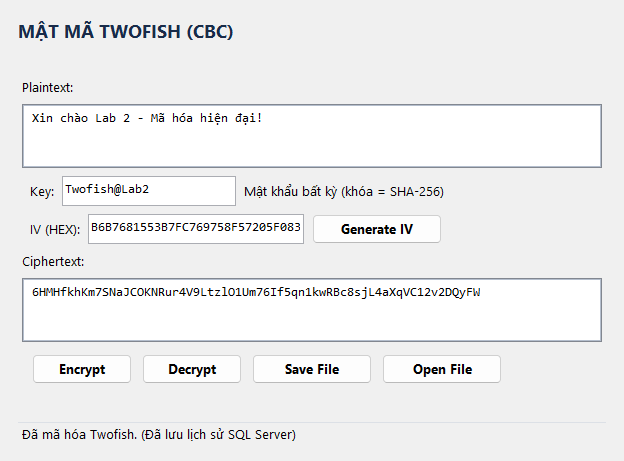 MẬT MÃ TWOFISH (CBC)
Plaintext:
Xin chào Lab 2 - Mã hóa hiện đại!
Key: Twofish@Lab2 Mật khẩu bất kỳ (khóa = SHA-256)
IV (HEX): B6B7681553B7FC769758F57205F083 Generate IV
Ciphertext:
6HMHfkhKm7SNaJCOKNRur4V9LtzlO1Um76If5qn1kwRBc8sjL4aXqVC12v2DQyFW
Encrypt Decrypt Save File Open File
Đã mã hóa Twofish. (Đã lưu lịch sử SQL Server)